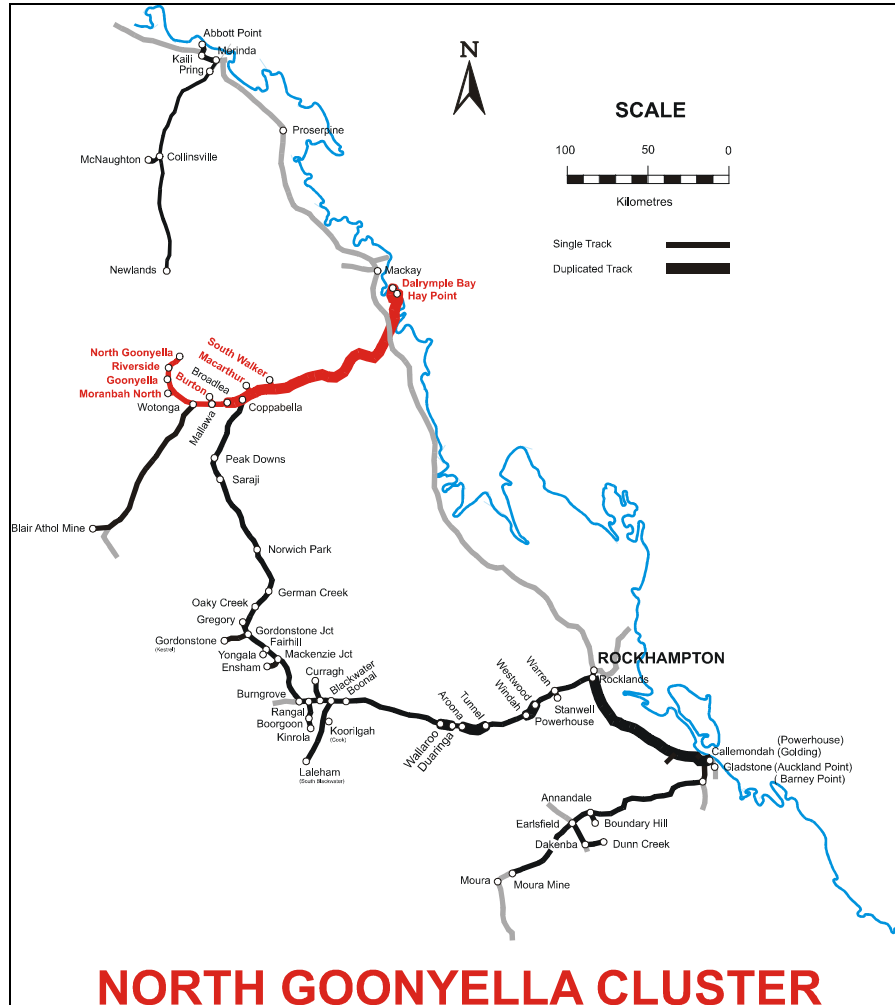 Abbott Point
Kaili
Merinda
Pring
N
SCALE
100
50
0
Kilometres
Proserpine
McNaughton
Collinsville
Single Track
Duplicated Track
Newlands
Mackay
Dalrymple Bay
Hay Point
North Goonyella
Riverside
Goonyella
Moranbah North
South Walker
Macarthur
Broadlea
Burton
Wotonga
Mallawa
Coppabella
Peak Downs
Saraji
Blair Athol Mine
Norwich Park
German Creek
Oaky Creek
Gregory
Gordonstone Jct
Gordonstone
(Kestrel)
Fairhill
Yongala
Mackenzie Jct
Ensham
Curragh
Blackwater
Boonal
Burngrove
Rangal
Boorgoon
Kinrola
Koorilgah
(Cook)
Laleham
(South Blackwater)
Wallaroo
Duaringa
Aroona
Tunnel
Windah
Westwood
Warren
Stanwell
Powerhouse
ROCKHAMPTON
Rocklands
(Powerhouse)
Callemondah (Golding)
Gladstone (Auckland Point)
( Barney Point)
Annandale
Earlsfield
Boundary Hill
Dakenba
Dunn Creek
Moura
Moura Mine
NORTH GOONYELLA CLUSTER